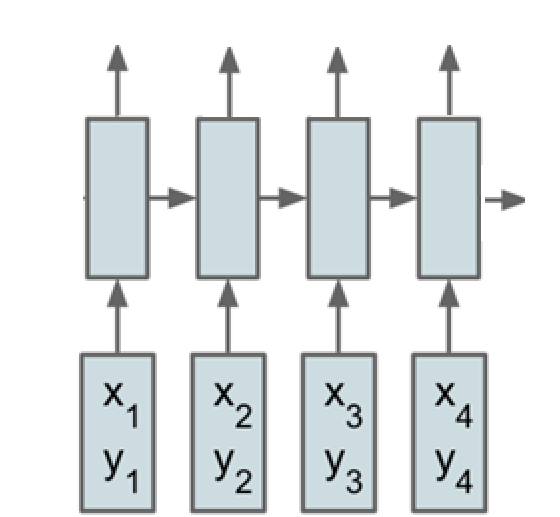 x₁ x₂ x₃ x₄
y₁ y₂ y₃ y₄